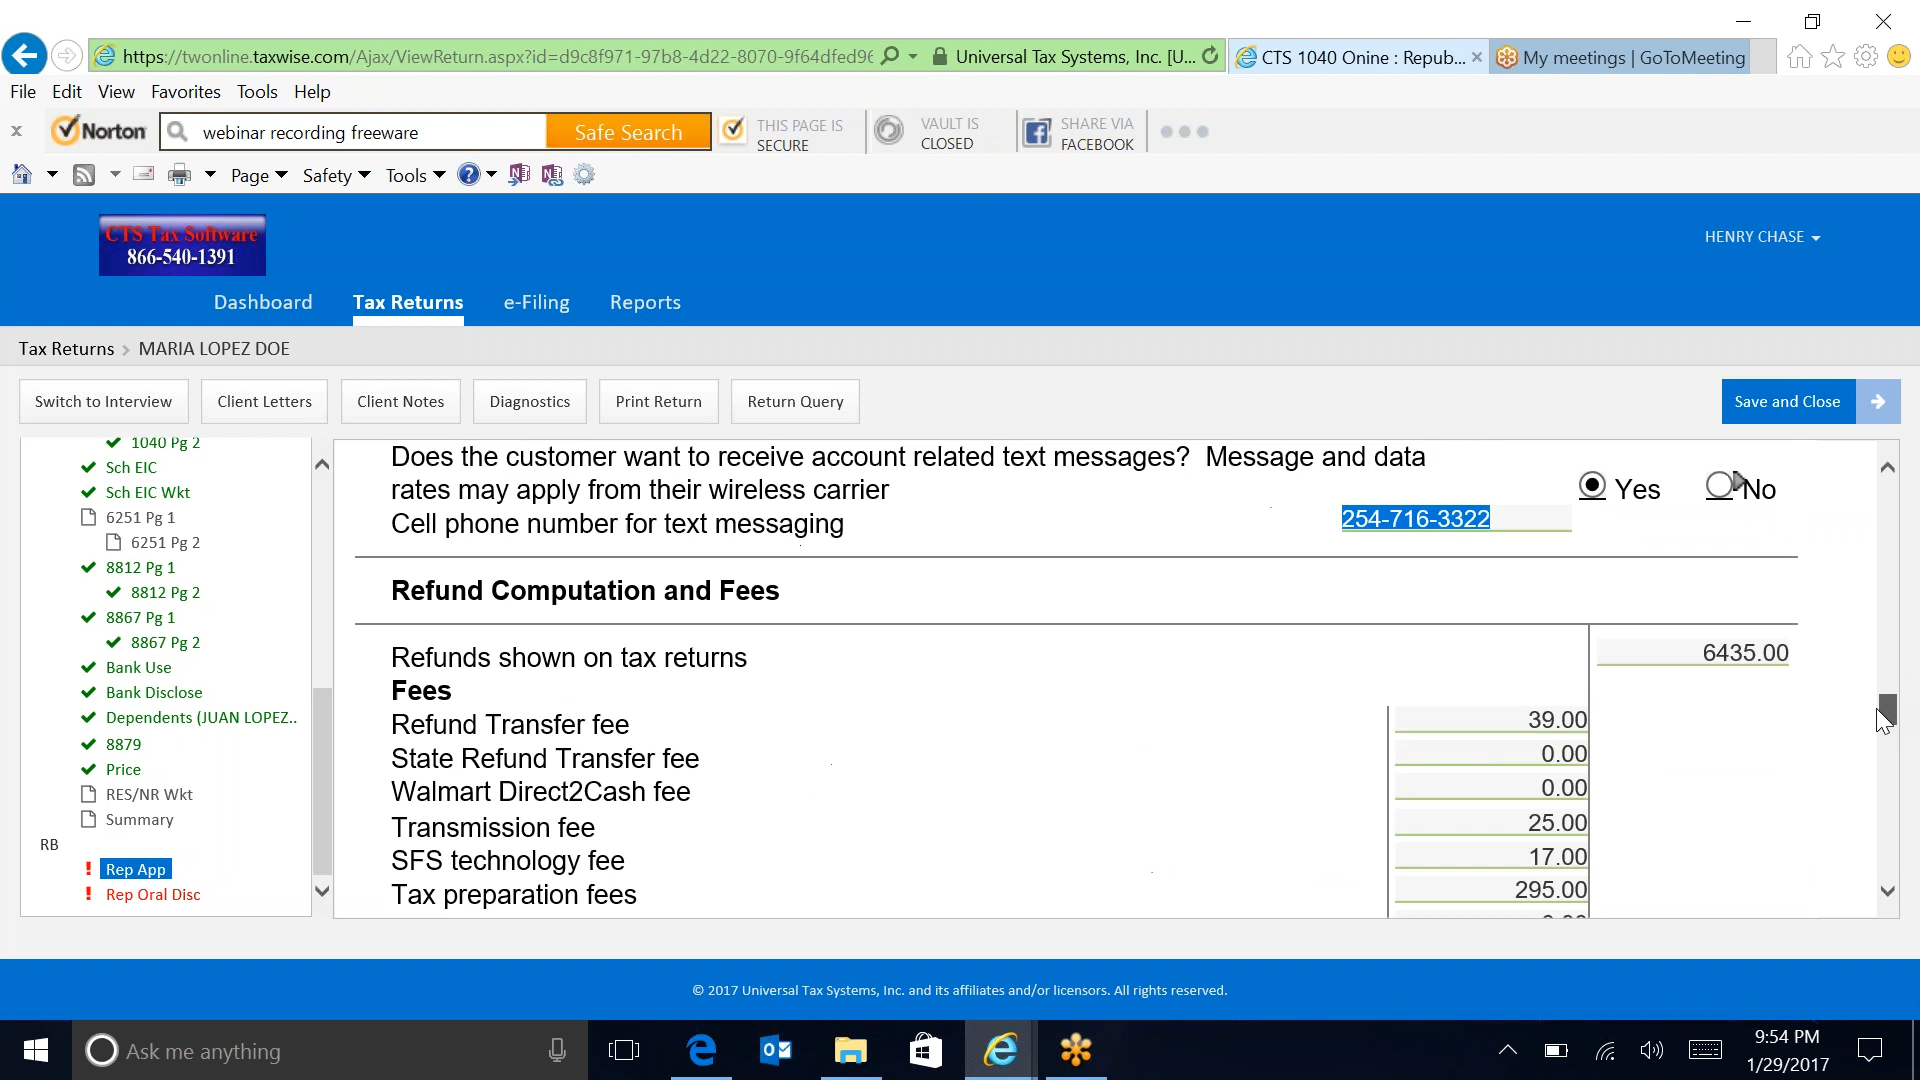 https://twonline.taxwise.com/Ajax/ViewReturn.aspx?id=d9c8f971-97b8-4d22-8070-9f64dfed96
Universal Tax Systems, Inc. [U...
CTS 1040 Onine : Repub...
My meetings | GoToMeeting
File Edit View Favorites Tools Help
x Norton webinar recording freeware Safe Search THIS PAGE IS SECURE VAULT IS CLOSED SHARE VIA FACEBOOK
Page Safety Tools
CTS Tax Software
866-540-1391
HENRY CHASE
Dashboard Tax Returns e-Filing Reports
Tax Returns > MARIA LOPEZ DOE
Switch to Interview Client Letters Client Notes Diagnostics Print Return Return Query Save and Close
1040 Pg 2
Sch EIC
Sch EIC Wkt
6251 Pg 1
6251 Pg 2
8812 Pg 1
8812 Pg 2
8867 Pg 1
8867 Pg 2
Bank Use
Bank Disclose
Dependents (JUAN LOPEZ..
8879
Price
RES/NR Wkt
Summary
RB
! Rep App
! Rep Oral Disc
Does the customer want to receive account related text messages? Message and data
rates may apply from their wireless carrier Yes No
Cell phone number for text messaging 254-716-3322
Refund Computation and Fees
Refunds shown on tax returns 6435.00
Fees
Refund Transfer fee 39.00
State Refund Transfer fee 0.00
Walmart Direct2Cash fee 0.00
Transmission fee 25.00
SFS technology fee 17.00
Tax preparation fees 295.00
© 2017 Universal Tax Systems, Inc. and its affiliates and/or licensors. All rights reserved.
Ask me anything
9:54 PM
1/29/2017